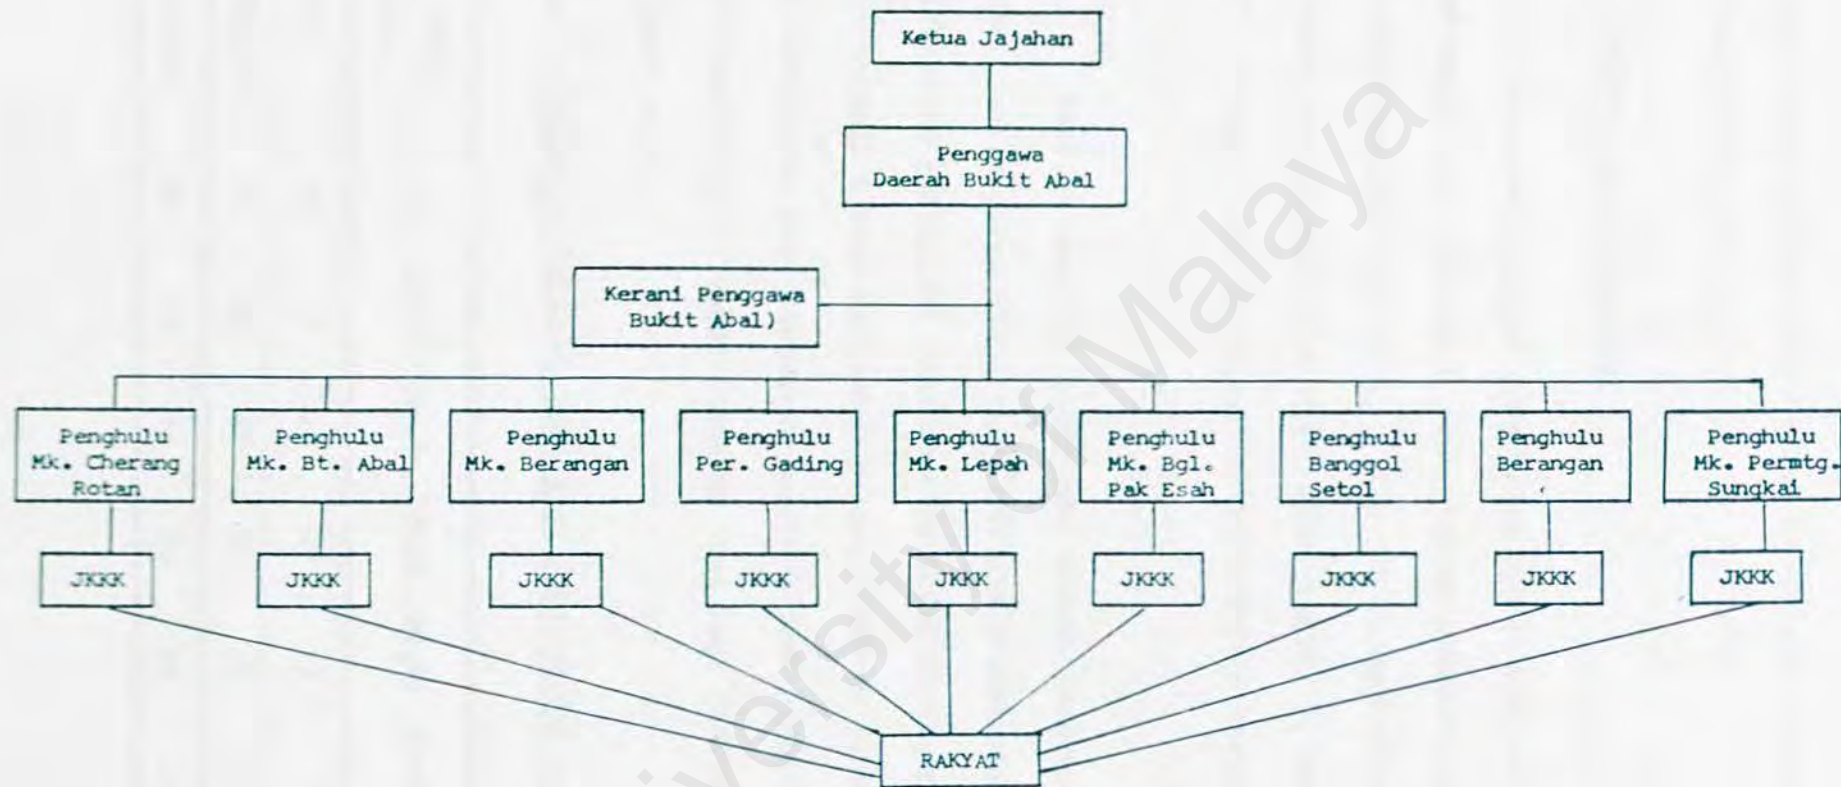 Ketua Jajahan
Penggawa
Daerah Bukit Abal
Kerani Penggawa
Bukit Abal)
Penghulu
Mk. Cherang
Rotan
Penghulu
Mk. Bt. Abal
Penghulu
Mk. Berangan
Penghulu
Per. Gading
Penghulu
Mk. Lepah
Penghulu
Mk. Bgl.
Pak Esah
Penghulu
Banggol
Setol
Penghulu
Berangan
Penghulu
Mk. Permtg.
Sungkai
JKKK
JKKK
JKKK
JKKK
JKKK
JKKK
JKKK
JKKK
JKKK
RAKYAT
iversity of Malaya